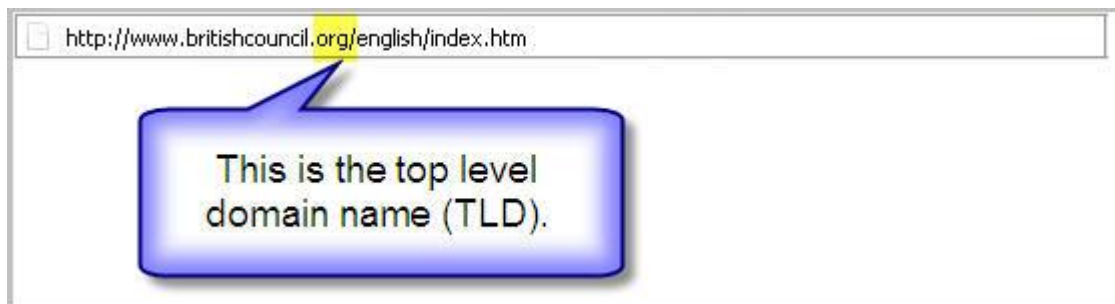 http://www.britishcouncil.org/english/index.htm
This is the top level
domain name (TLD).